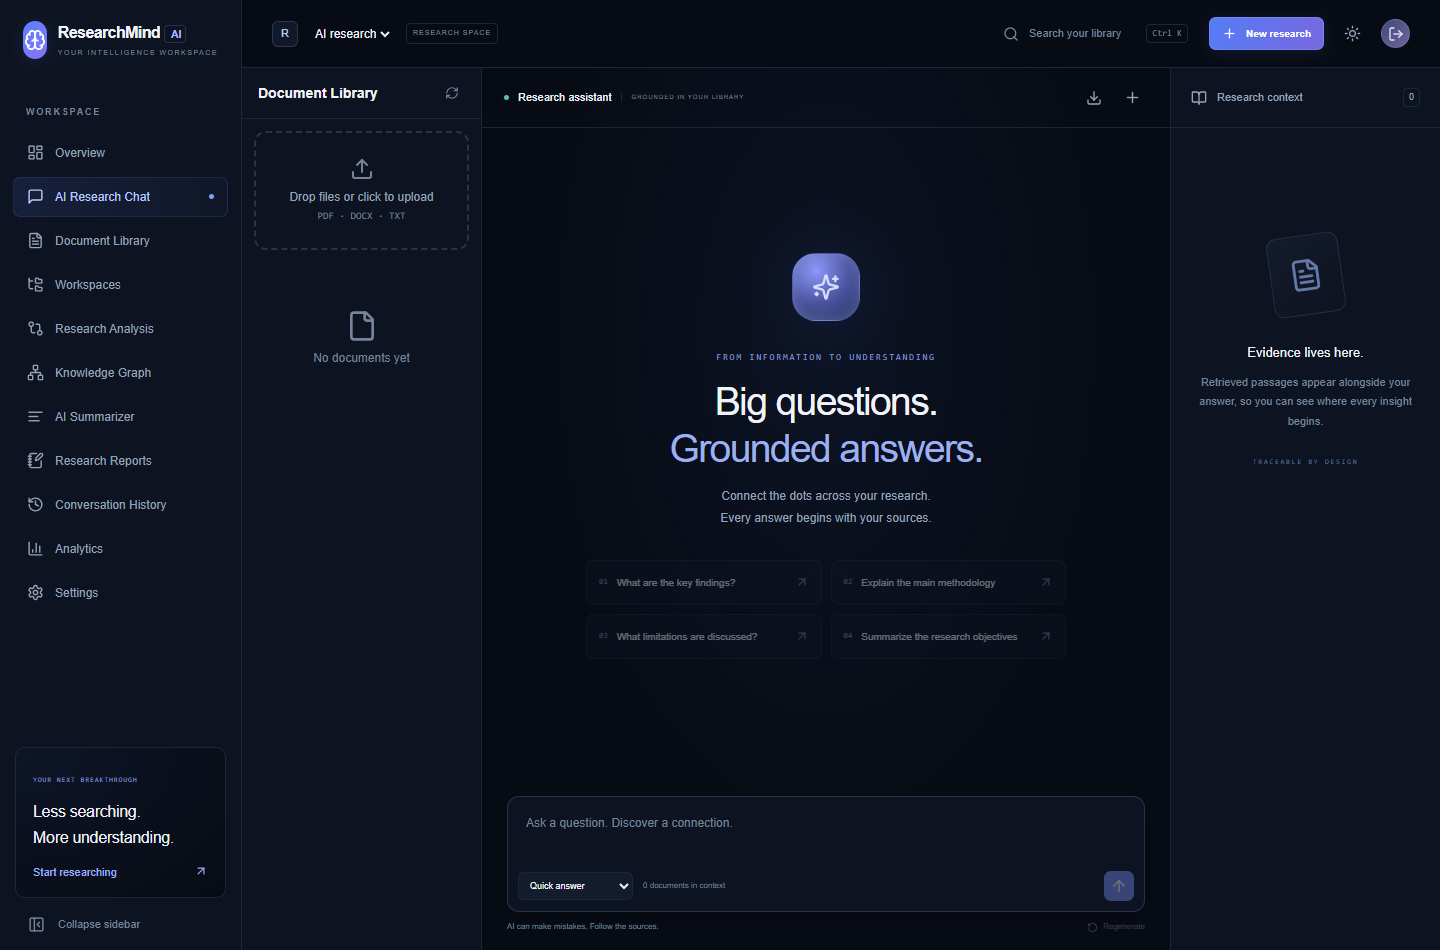 ResearchMind AI
YOUR INTELLIGENCE WORKSPACE
R
AI research
RESEARCH SPACE
Search your library
Ctrl K
New research
WORKSPACE
Overview
AI Research Chat
Document Library
Workspaces
Research Analysis
Knowledge Graph
AI Summarizer
Research Reports
Conversation History
Analytics
Settings
YOUR NEXT BREAKTHROUGH
Less searching.
More understanding.
Start researching
Collapse sidebar
Document Library
Drop files or click to upload
PDF · DOCX · TXT
No documents yet
Research assistant
GROUNDED IN YOUR LIBRARY
FROM INFORMATION TO UNDERSTANDING
Big questions.
Grounded answers.
Connect the dots across your research.
Every answer begins with your sources.
01 What are the key findings?
02 Explain the main methodology
03 What limitations are discussed?
04 Summarize the research objectives
Ask a question. Discover a connection.
Quick answer
0 documents in context
AI can make mistakes. Follow the sources.
Regenerate
Research context
0
Evidence lives here.
Retrieved passages appear alongside your
answer, so you can see where every insight
begins.
TRACEABLE BY DESIGN